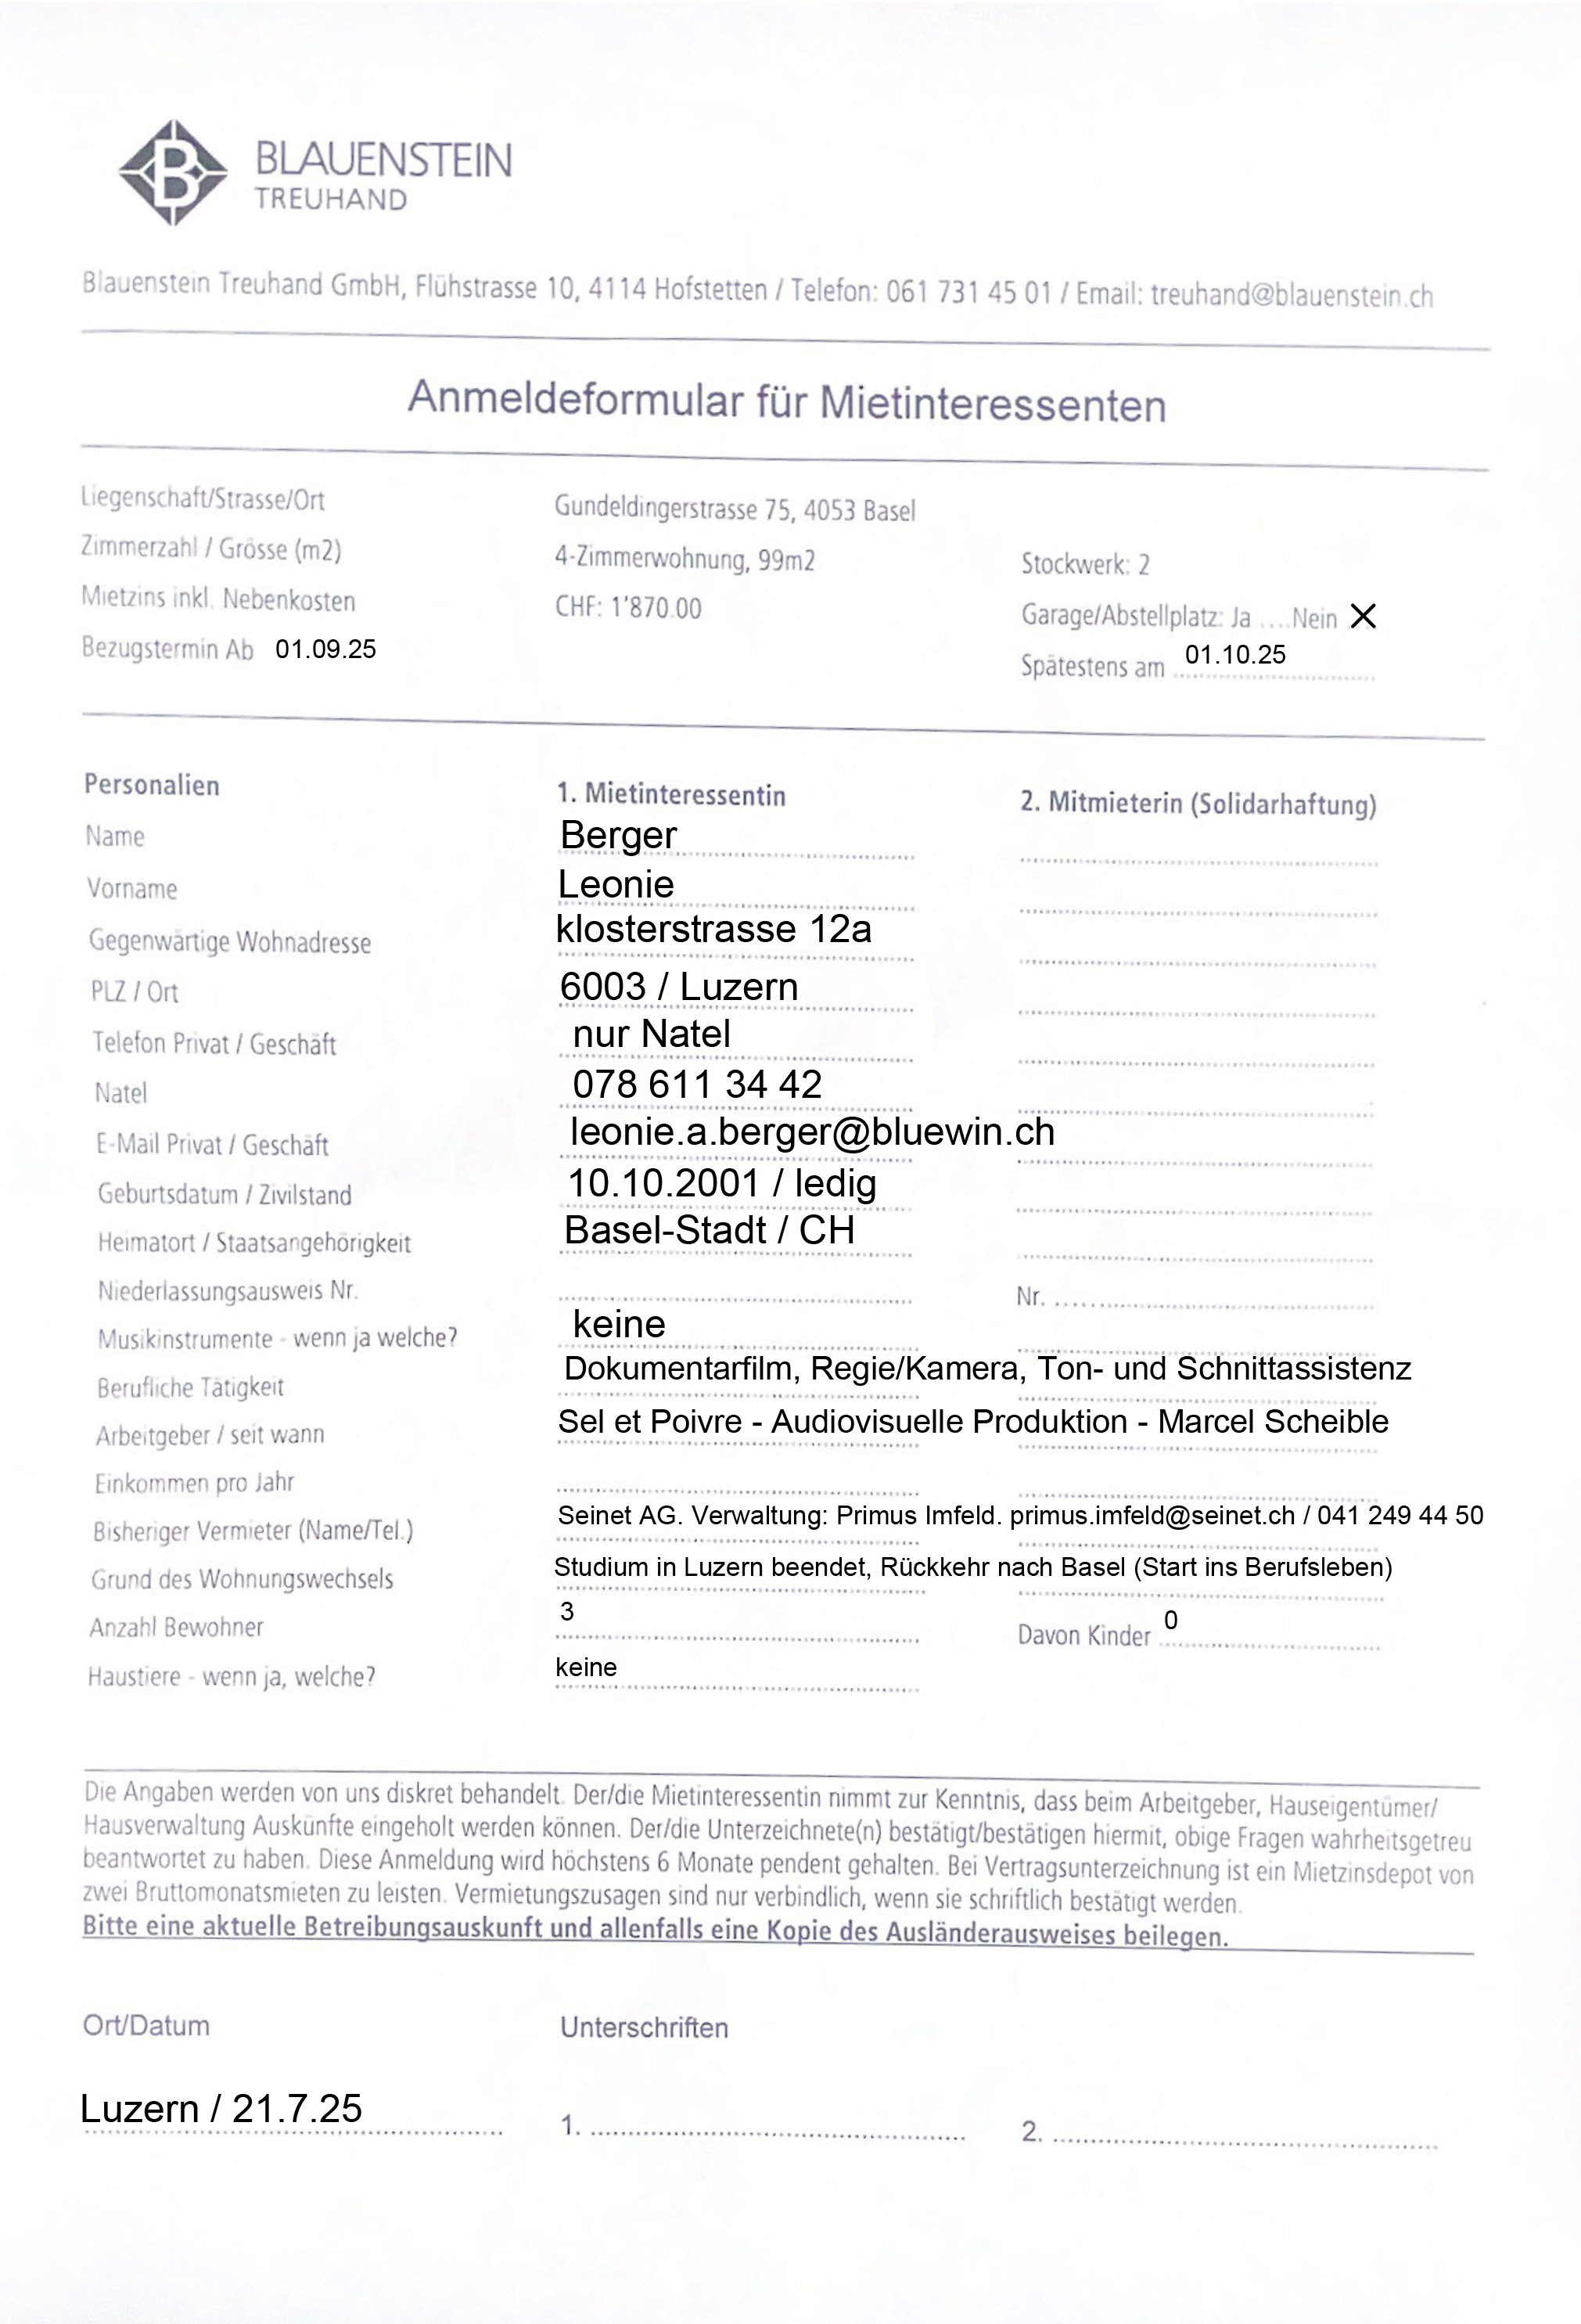 B BLAUENSTEIN
TREUHAND
Blauenstein Treuhand GmbH, Flühstrasse 10, 4114 Hofstetten / Telefon: 061 731 45 01 / Email: treuhand@blauenstein.ch
Anmeldeformular für Mietinteressenten
Liegenschaft/Strasse/Ort Gundeldingerstrasse 75, 4053 Basel
Zimmerzahl / Grösse (m2) 4-Zimmerwohnung, 99m2 Stockwerk: 2
Mietzins inkl. Nebenkosten CHF: 1'870.00 Garage/Abstellplatz: Ja ....Nein X
Bezugstermin Ab 01.09.25 Spätestens am 01.10.25
Personalien 1. Mietinteressentin 2. Mitmieterin (Solidarhaftung)
Name Berger
Vorname Leonie
Gegenwärtige Wohnadresse klosterstrasse 12a
PLZ / Ort 6003 / Luzern
Telefon Privat / Geschäft nur Natel
Natel 078 611 34 42
E-Mail Privat / Geschäft leonie.a.berger@bluewin.ch
Geburtsdatum / Zivilstand 10.10.2001 / ledig
Heimatort / Staatsangehörigkeit Basel-Stadt / CH
Niederlassungsausweis Nr. Nr.
Musikinstrumente - wenn ja welche? keine
Berufliche Tätigkeit Dokumentarfilm, Regie/Kamera, Ton- und Schnittassistenz
Arbeitgeber / seit wann Sel et Poivre - Audiovisuelle Produktion - Marcel Scheible
Einkommen pro Jahr
Bisheriger Vermieter (Name/Tel.) Seinet AG. Verwaltung: Primus Imfeld. primus.imfeld@seinet.ch / 041 249 44 50
Grund des Wohnungswechsels Studium in Luzern beendet, Rückkehr nach Basel (Start ins Berufsleben)
Anzahl Bewohner 3 Davon Kinder 0
Haustiere - wenn ja, welche? keine
Die Angaben werden von uns diskret behandelt. Der/die Mietinteressentin nimmt zur Kenntnis, dass beim Arbeitgeber, Hauseigentümer/
Hausverwaltung Auskünfte eingeholt werden können. Der/die Unterzeichnete(n) bestätigt/bestätigen hiermit, obige Fragen wahrheitsgetreu
beantwortet zu haben. Diese Anmeldung wird höchstens 6 Monate pendent gehalten. Bei Vertragsunterzeichnung ist ein Mietzinsdepot von
zwei Bruttomonatsmieten zu leisten. Vermietungszusagen sind nur verbindlich, wenn sie schriftlich bestätigt werden.
Bitte eine aktuelle Betreibungsauskunft und allenfalls eine Kopie des Ausländerausweises beilegen.
Ort/Datum Unterschriften
Luzern / 21.7.25 1. 2.